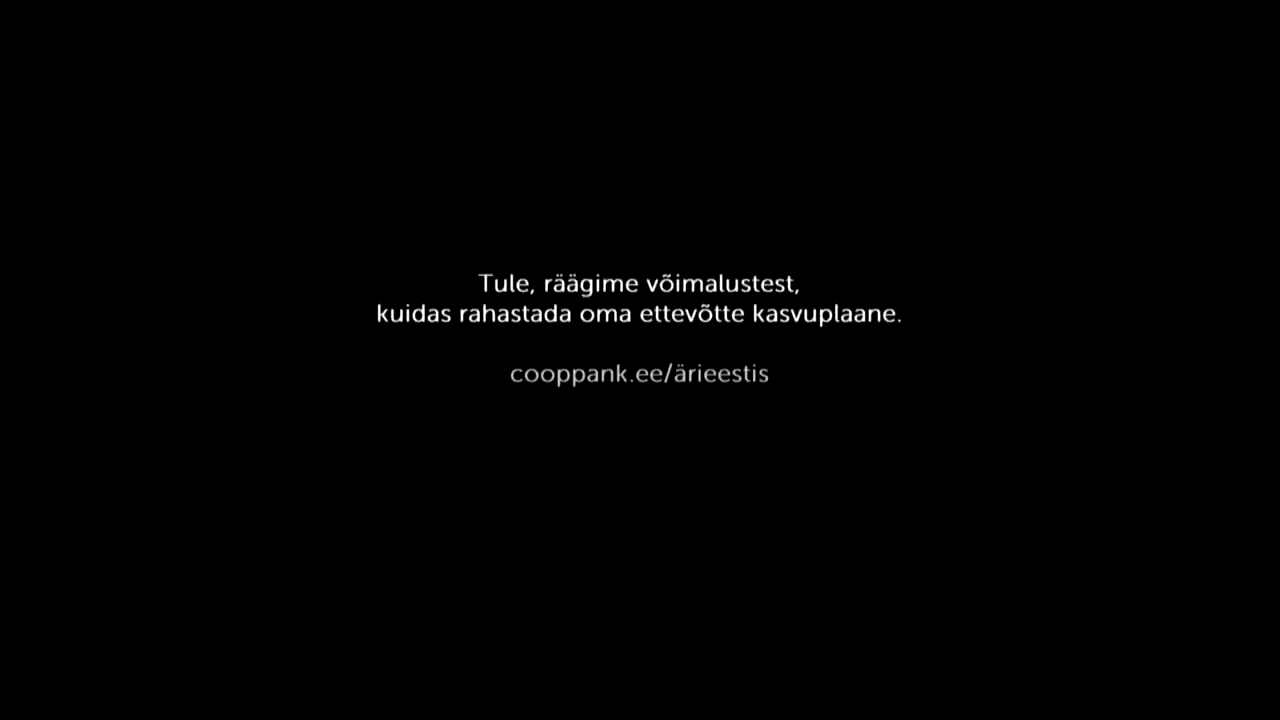 Tule, räägime võimalustest,
kuidas rahastada oma ettevõtte kasvuplaane.
cooppank.ee/ärieestis